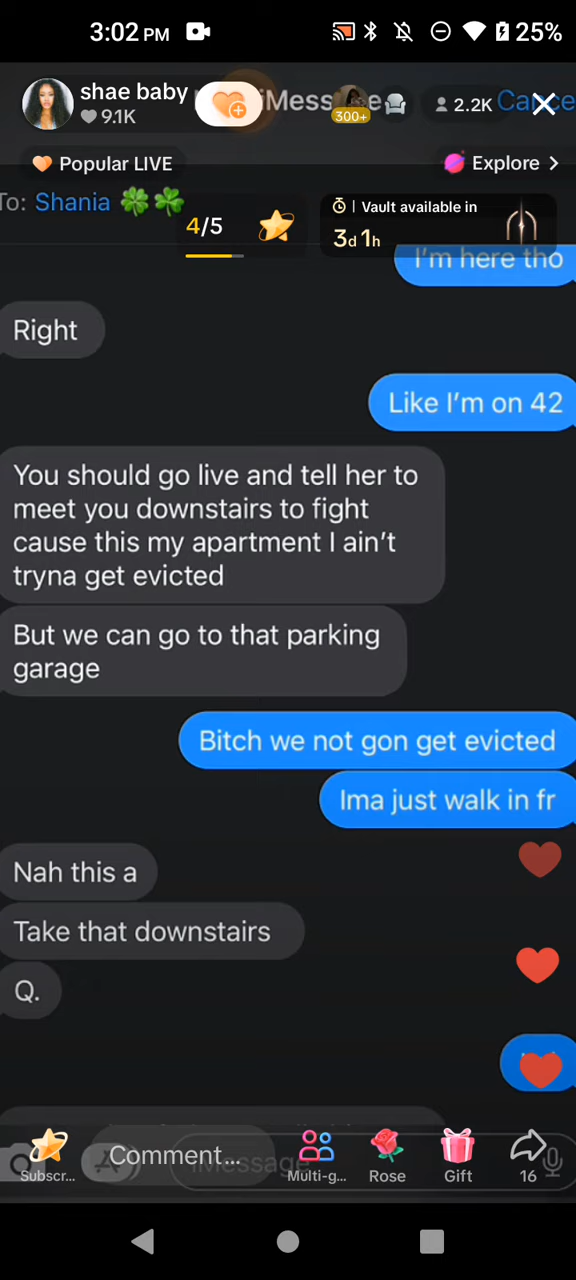 3:02 PM
25%
shae baby
9.1K
iMess e
300+
2.2K
Cance
Popular LIVE
Explore >
To: Shania
4/5
Vault available in
3d 1h
I'm here tho
Right
Like I'm on 42
You should go live and tell her to
meet you downstairs to fight
cause this my apartment I ain't
tryna get evicted
But we can go to that parking
garage
Bitch we not gon get evicted
Ima just walk in fr
Nah this a
Take that downstairs
Q.
Comment...
iMessage
Subscr...
Multi-g...
Rose
Gift
16